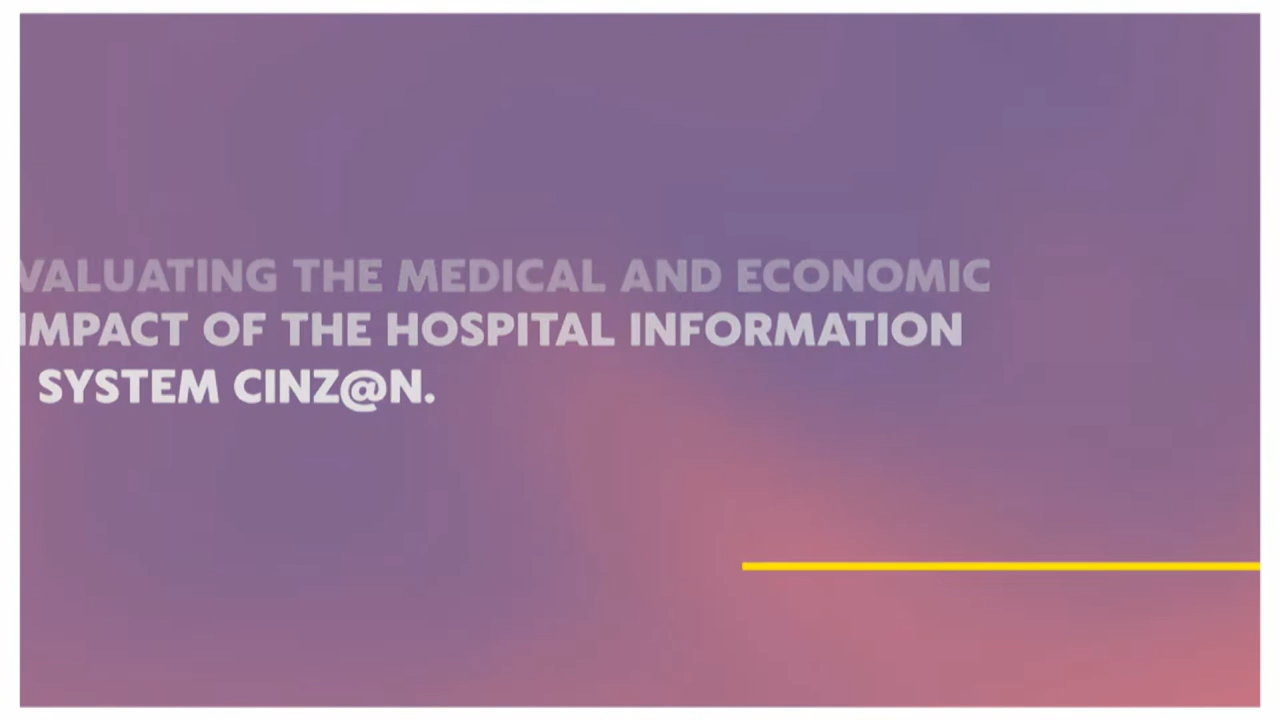 VALUATING THE MEDICAL AND ECONOMIC
IMPACT OF THE HOSPITAL INFORMATION
SYSTEM CINZ@N.